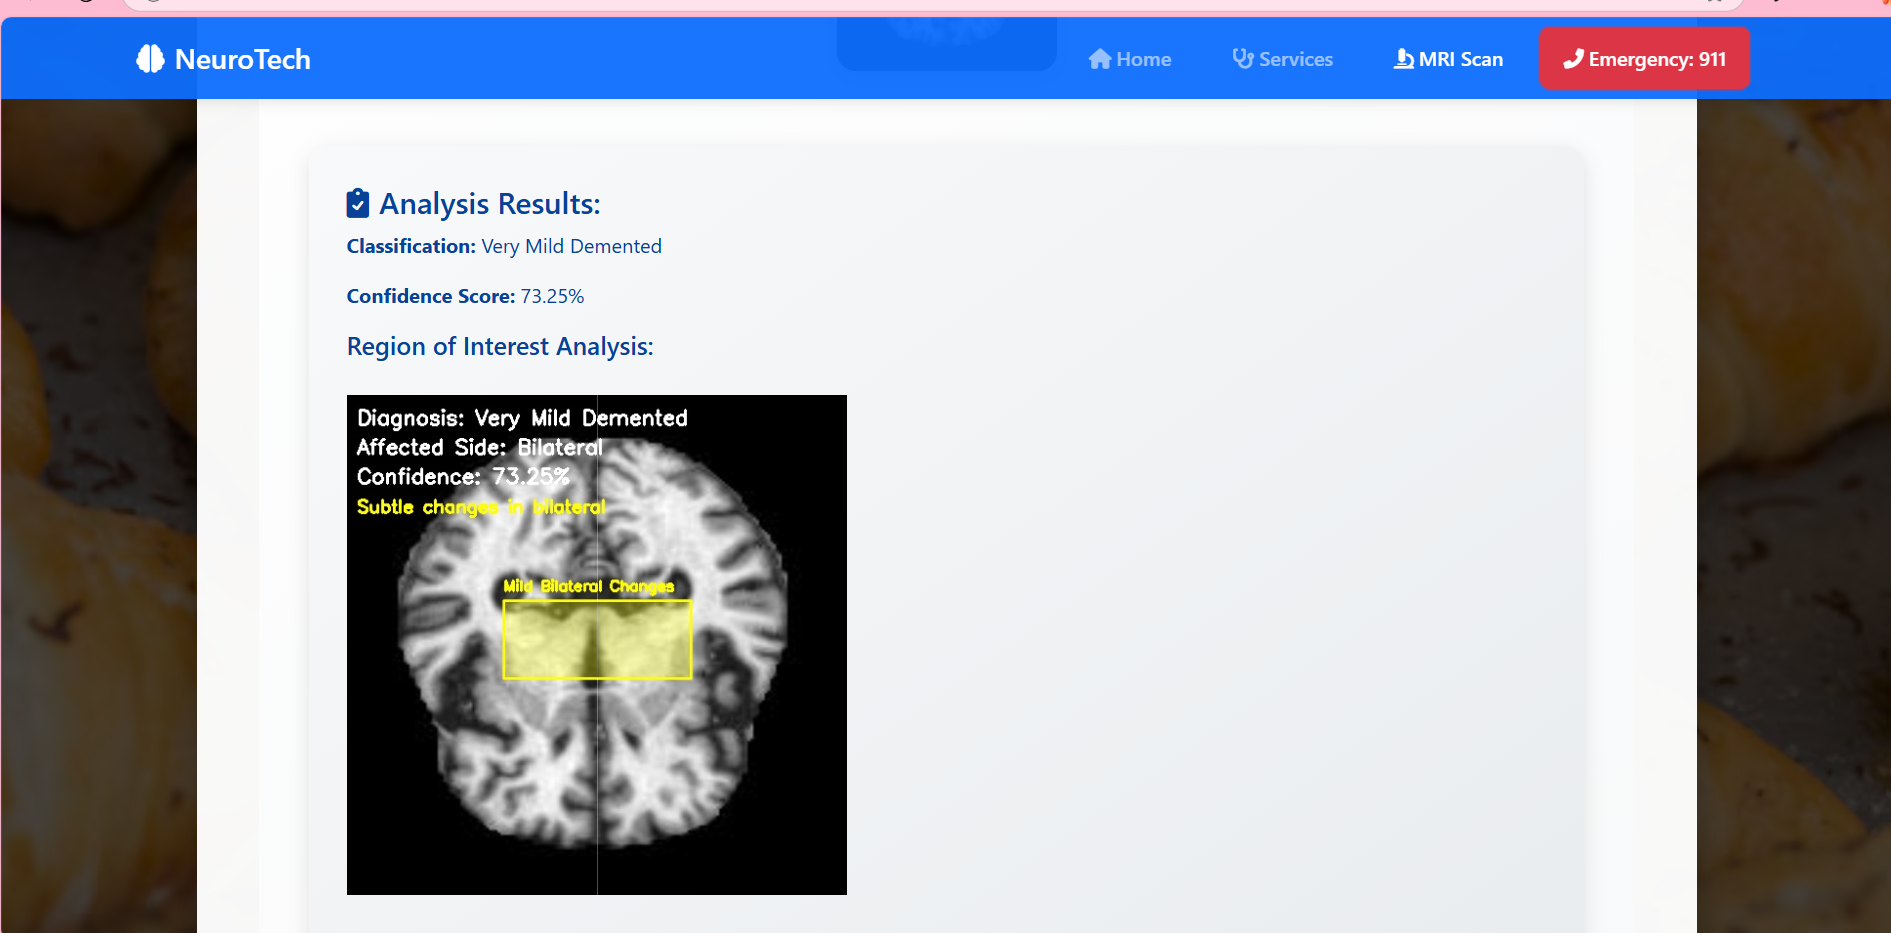 NeuroTech
Home
Services
MRI Scan
Emergency: 911
Analysis Results:
Classification: Very Mild Demented
Confidence Score: 73.25%
Region of Interest Analysis:
Diagnosis: Very Mild Demented
Affected Side: Bilateral
Confidence: 73.25%
Subtle changes in bilateral
Mild Bilateral Changes